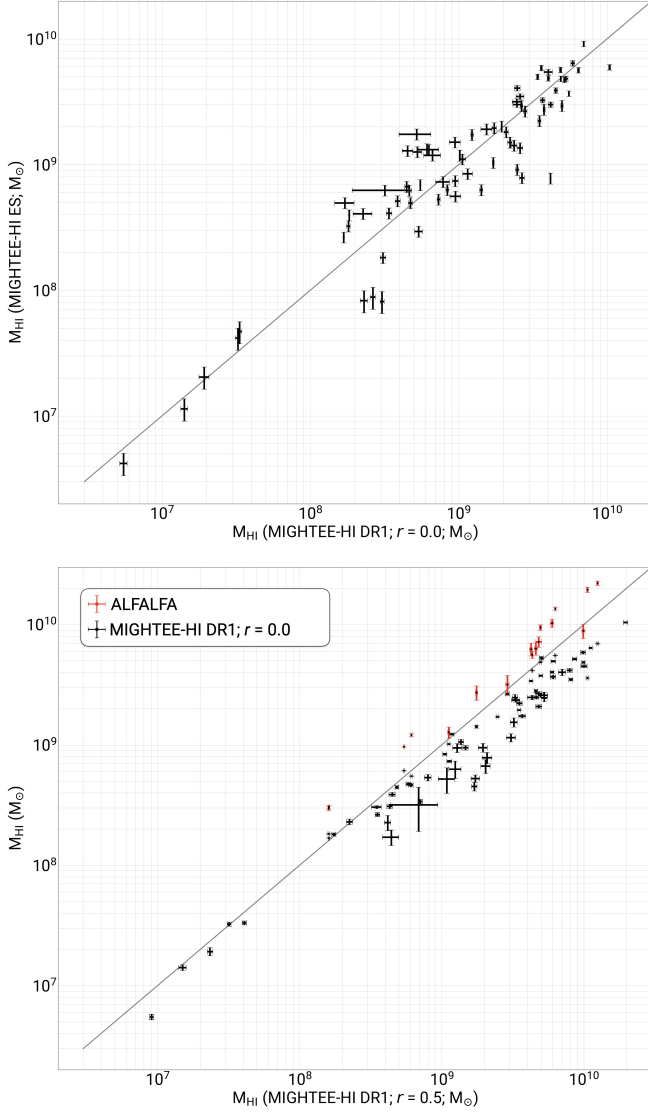 10¹⁰
10⁹
10⁸
10⁷
M_HI (MIGHTEE-HI ES; M_⊙)
10⁷ 10⁸ 10⁹ 10¹⁰
M_HI (MIGHTEE-HI DR1; r = 0.0; M_⊙)
ALFALFA
MIGHTEE-HI DR1; r = 0.0
10¹⁰
10⁹
10⁸
10⁷
M_HI (M_⊙)
10⁷ 10⁸ 10⁹ 10¹⁰
M_HI (MIGHTEE-HI DR1; r = 0.5; M_⊙)